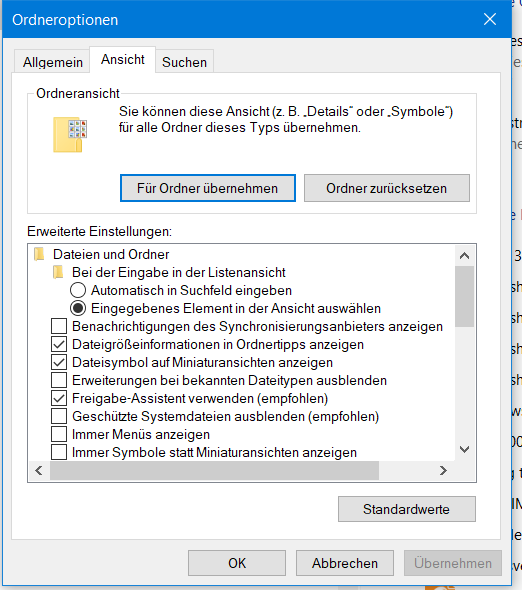 Ordneroptionen
Allgemein Ansicht Suchen
Ordneransicht
Sie können diese Ansicht (z. B. „Details“ oder „Symbole“)
für alle Ordner dieses Typs übernehmen.
Für Ordner übernehmen Ordner zurücksetzen
Erweiterte Einstellungen:
Dateien und Ordner
Bei der Eingabe in der Listenansicht
Automatisch in Suchfeld eingeben
Eingegebenes Element in der Ansicht auswählen
Benachrichtigungen des Synchronisierungsanbieters anzeigen
Dateigrößeinformationen in Ordnertipps anzeigen
Dateisymbol auf Miniaturansichten anzeigen
Erweiterungen bei bekannten Dateitypen ausblenden
Freigabe-Assistent verwenden (empfohlen)
Geschützte Systemdateien ausblenden (empfohlen)
Immer Menüs anzeigen
Immer Symbole statt Miniaturansichten anzeigen
Standardwerte
OK Abbrechen Übernehmen